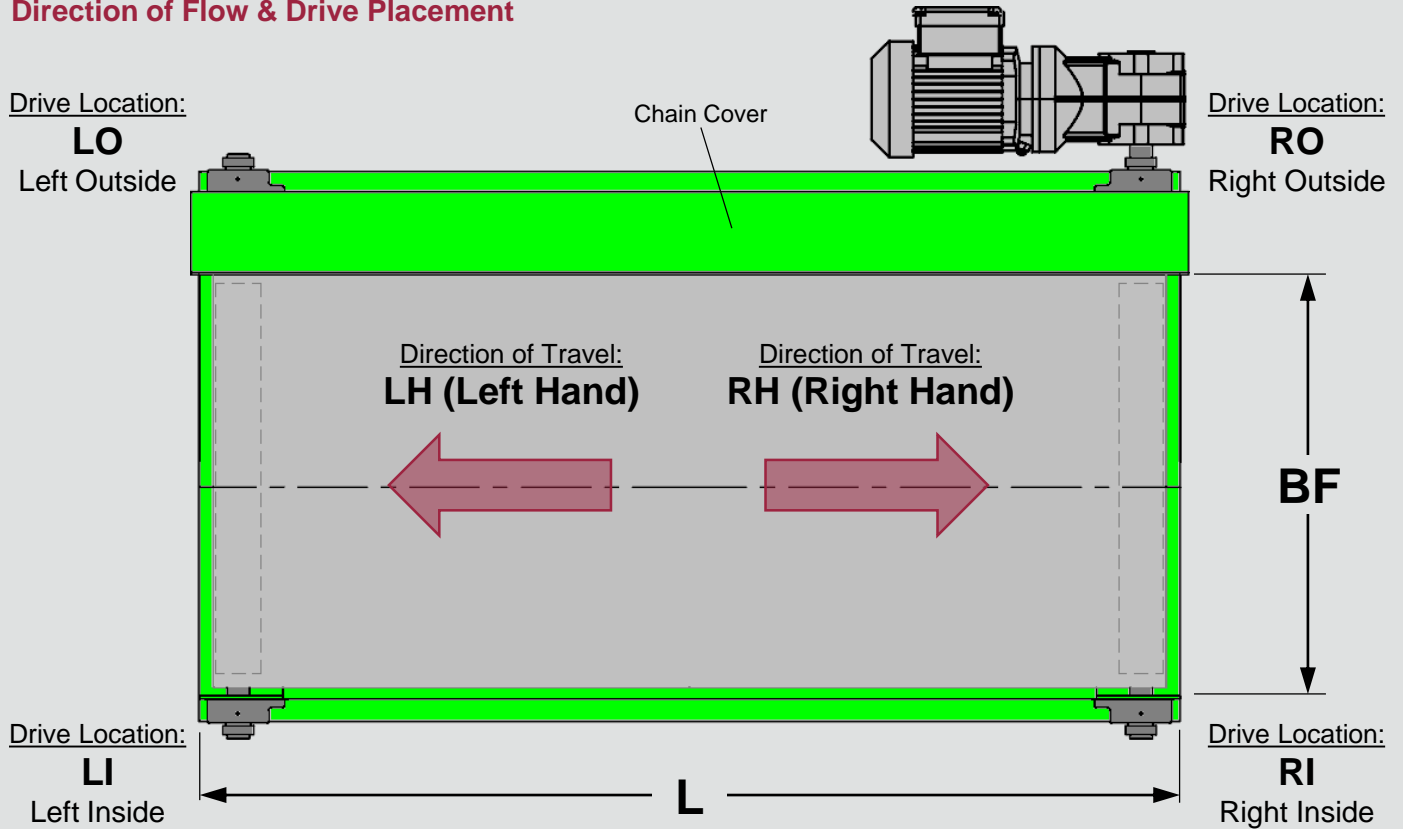 Direction of Flow & Drive Placement
Drive Location:
LO
Left Outside
Chain Cover
Drive Location:
RO
Right Outside
Direction of Travel:
LH (Left Hand)
Direction of Travel:
RH (Right Hand)
BF
Drive Location:
LI
Left Inside
L
Drive Location:
RI
Right Inside